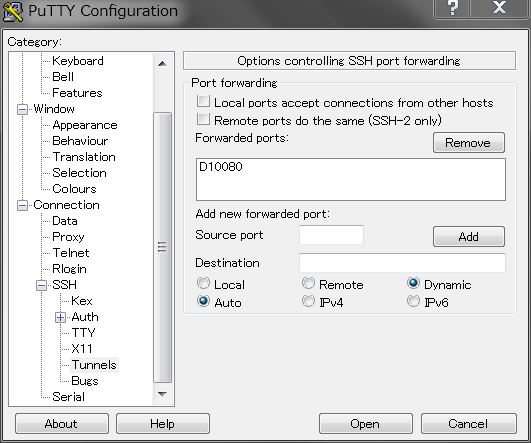 PuTTY Configuration
? X
Category:
Keyboard
Bell
Features
Window
Appearance
Behaviour
Translation
Selection
Colours
Connection
Data
Proxy
Telnet
Rlogin
SSH
Kex
Auth
TTY
X11
Tunnels
Bugs
Serial
Options controlling SSH port forwarding
Port forwarding
Local ports accept connections from other hosts
Remote ports do the same (SSH-2 only)
Forwarded ports:
Remove
D10080
Add new forwarded port:
Source port
Add
Destination
Local Remote Dynamic
Auto IPv4 IPv6
About Help Open Cancel